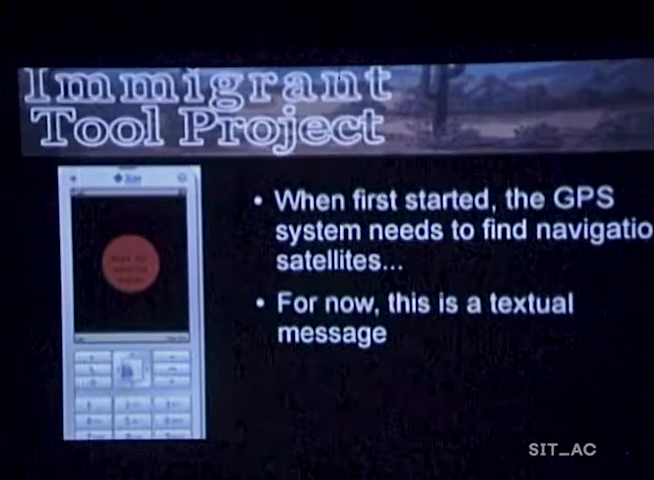 Immigrant
Tool Project
• When first started, the GPS
system needs to find navigatio
satellites...
• For now, this is a textual
message
SIT_AC